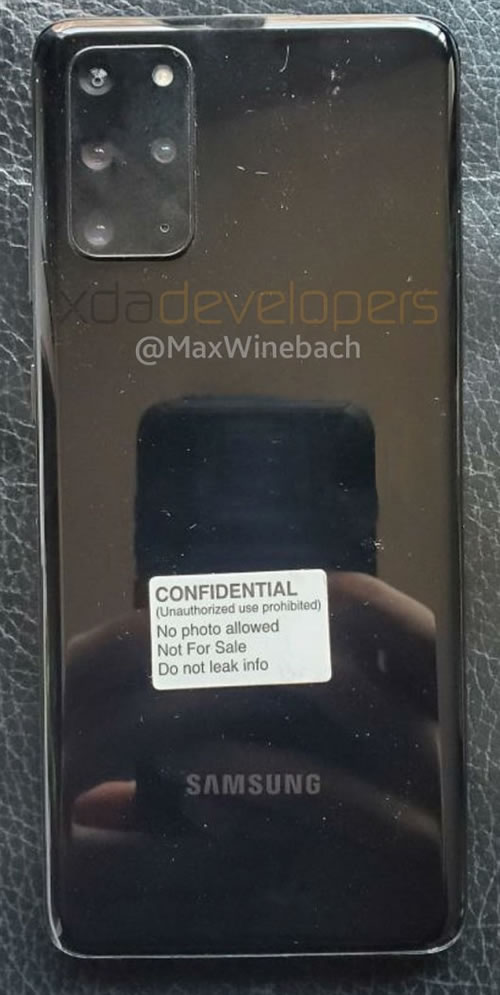 xdadevelopers
@MaxWinebach
CONFIDENTIAL
(Unauthorized use prohibited)
No photo allowed
Not For Sale
Do not leak info
SAMSUNG